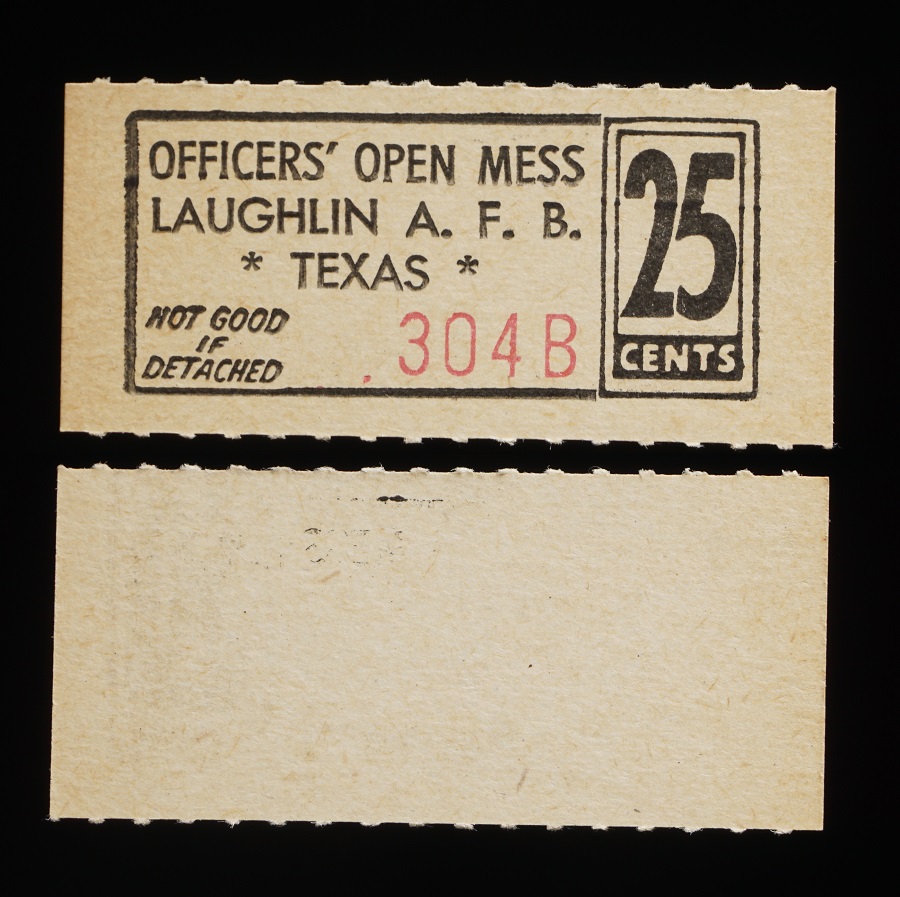 OFFICERS' OPEN MESS
LAUGHLIN A. F. B.
* TEXAS *
NOT GOOD
IF
DETACHED
.304B
25
CENTS